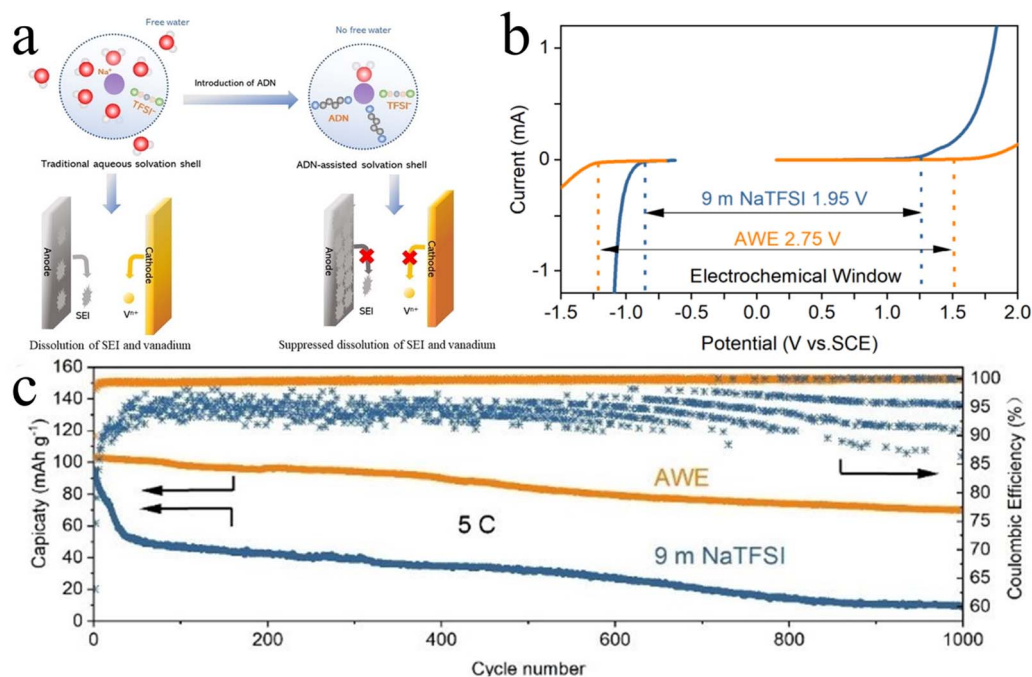 a
Free water
No free water
Na⁺
TFSI⁻
Introduction of ADN
ADN
TFSI⁻
Traditional aqueous solvation shell
ADN-assisted solvation shell
Anode
Cathode
SEI
Vⁿ⁺
Anode
Cathode
SEI
Vⁿ⁺
Dissolution of SEI and vanadium
Suppressed dissolution of SEI and vanadium
b
Current (mA)
1
0
-1
9 m NaTFSI 1.95 V
AWE 2.75 V
Electrochemical Window
-1.5 -1.0 -0.5 0.0 0.5 1.0 1.5 2.0
Potential (V vs.SCE)
c
Capicaty (mAh g⁻¹)
160
140
120
100
80
60
40
20
0
AWE
5 C
9 m NaTFSI
100
95
90
85
80
75
70
65
60
Coulombic Efficiency (%)
0 200 400 600 800 1000
Cycle number